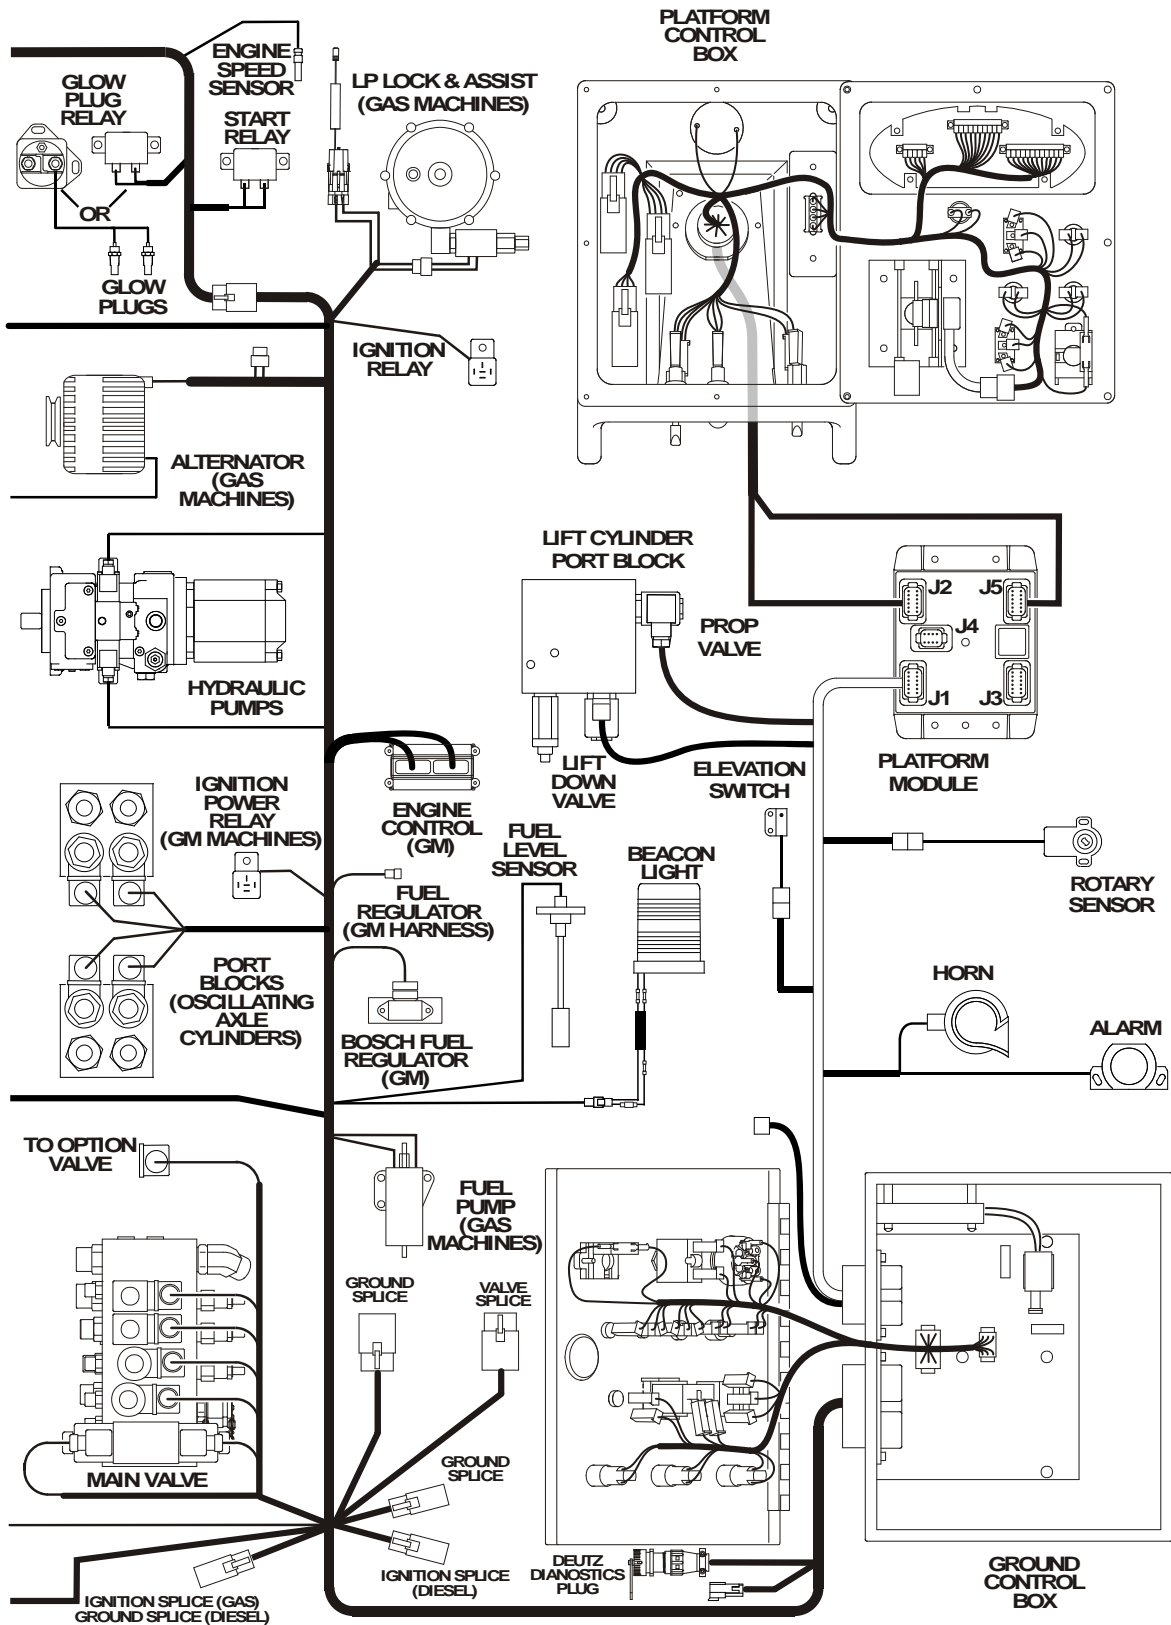 PLATFORM
CONTROL
BOX
ENGINE
SPEED
SENSOR
GLOW
PLUG
RELAY
LP LOCK & ASSIST
(GAS MACHINES)
START
RELAY
OR
GLOW
PLUGS
IGNITION
RELAY
ALTERNATOR
(GAS
MACHINES)
LIFT CYLINDER
PORT BLOCK
J2
J5
J4
PROP
VALVE
J1
J3
HYDRAULIC
PUMPS
LIFT
DOWN
VALVE
ELEVATION
SWITCH
PLATFORM
MODULE
IGNITION
POWER
RELAY
(GM MACHINES)
ENGINE
CONTROL
(GM)
FUEL
LEVEL
SENSOR
BEACON
LIGHT
ROTARY
SENSOR
FUEL
REGULATOR
(GM HARNESS)
PORT
BLOCKS
(OSCILLATING
AXLE
CYLINDERS)
HORN
ALARM
BOSCH FUEL
REGULATOR
(GM)
TO OPTION
VALVE
FUEL
PUMP
(GAS
MACHINES)
GROUND
SPLICE
VALVE
SPLICE
MAIN VALVE
GROUND
SPLICE
IGNITION SPLICE
(DIESEL)
DEUTZ
DIANOSTICS
PLUG
GROUND
CONTROL
BOX
IGNITION SPLICE (GAS)
GROUND SPLICE (DIESEL)